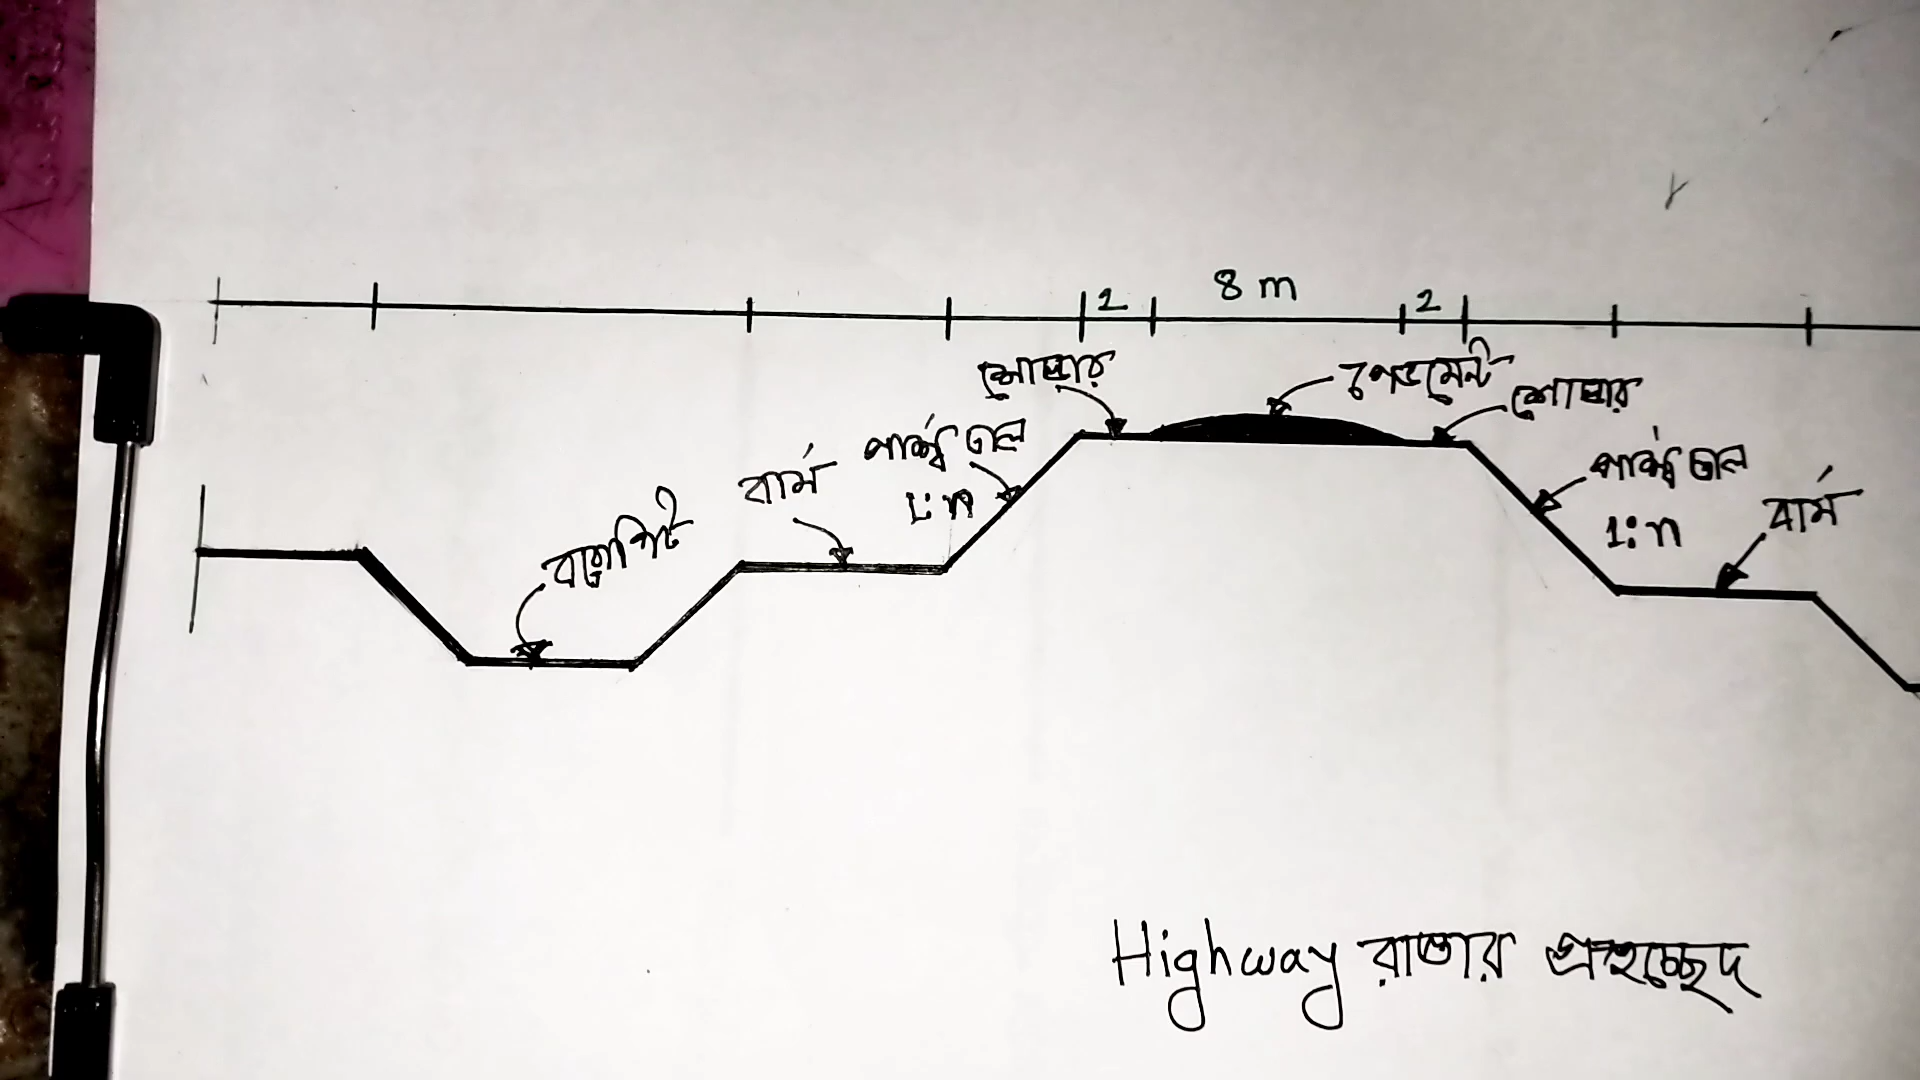 2 8 m 2
শোল্ডার পেভমেন্ট শোল্ডার
বরোপিট বার্ম পার্শ্ব ঢাল পার্শ্ব ঢাল বার্ম
1:n 1:n
Highway রাস্তার প্রস্থচ্ছেদ